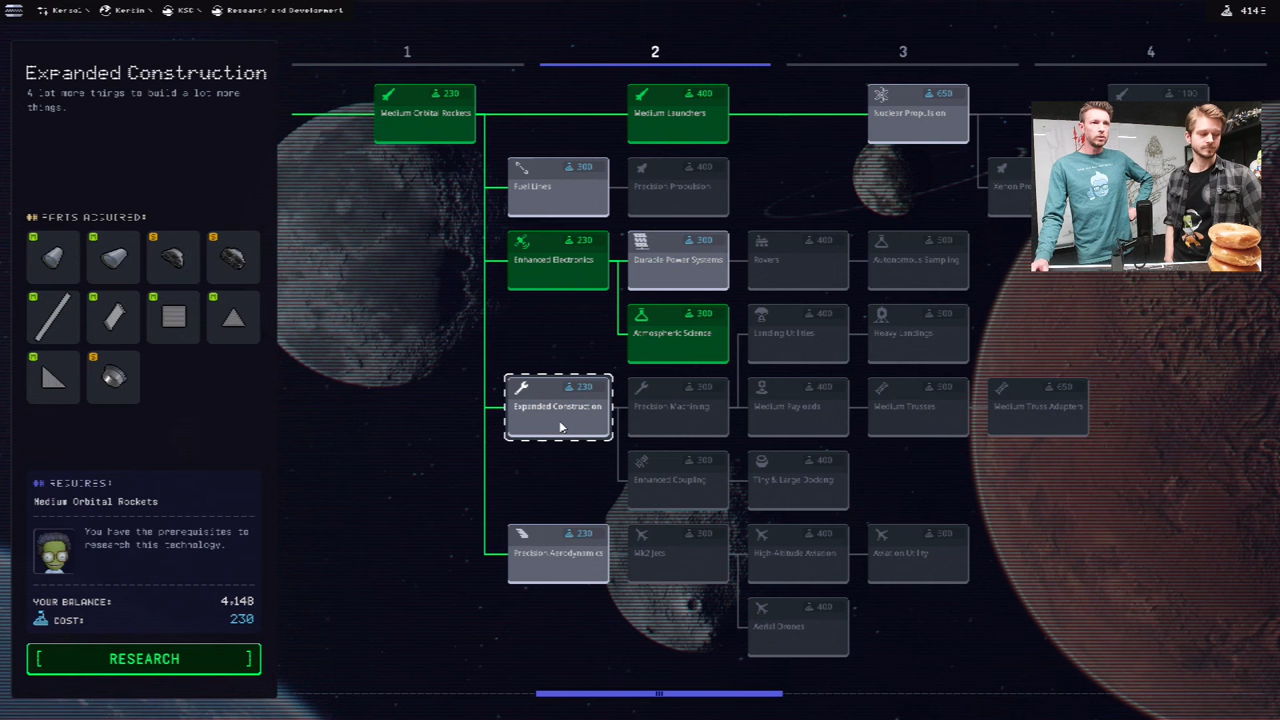 Kerbol
Kerbin
KSC
Research and Development
Expanded Construction
A lot more things to build a lot more
things.
PARTS ACQUIRED:
M
M
S
S
M
M
M
M
M
S
REQUIRES:
Medium Orbital Rockets
You have the prerequisites to
research this technology.
YOUR BALANCE: 4,148
COST: 230
[ RESEARCH ]
1
2
3
4
230
Medium Orbital Rockets
400
Medium Launchers
650
Nuclear Propulsion
1100
300
Fuel Lines
400
Precision Propulsion
Xenon Pro
230
Enhanced Electronics
300
Durable Power Systems
400
Rovers
500
Autonomous Sampling
300
Atmospheric Science
400
Landing Utilities
500
Heavy Landings
230
Expanded Construction
300
Precision Machining
400
Medium Payloads
500
Medium Trusses
650
Medium Truss Adapters
300
Enhanced Coupling
400
Tiny & Large Docking
230
Precision Aerodynamics
300
Mk2 Jets
400
High-Altitude Aviation
500
Aviation Utility
400
Aerial Drones